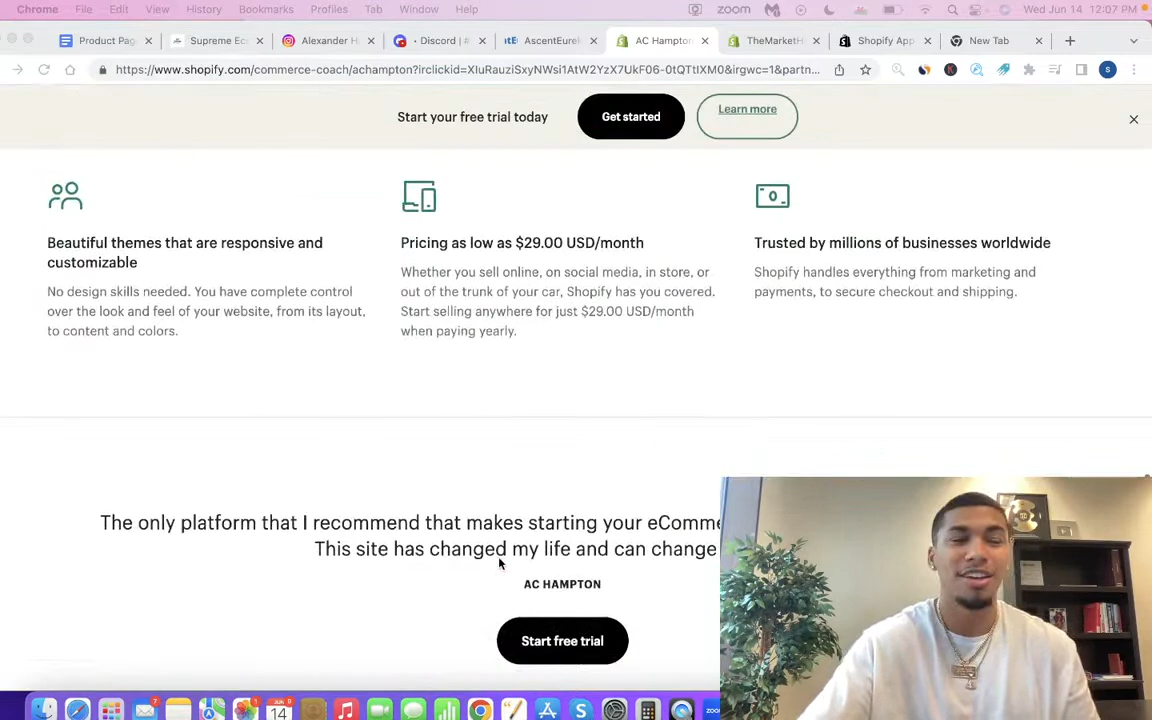 Chrome File Edit View History Bookmarks Profiles Tab Window Help zoom Wed Jun 14 12:07 PM
Product Pag Supreme Ec Alexander H Discord | # AscentEurek AC Hampton TheMarketH Shopify App New Tab
https://www.shopify.com/commerce-coach/achampton?irclickid=XIuRauziSxyNWsi1AtW2YzX7UkF06-0tQTtIXM0&irgwc=1&partn...
Start your free trial today Get started Learn more
Beautiful themes that are responsive and
customizable
No design skills needed. You have complete control
over the look and feel of your website, from its layout,
to content and colors.
Pricing as low as $29.00 USD/month
Whether you sell online, on social media, in store, or
out of the trunk of your car, Shopify has you covered.
Start selling anywhere for just $29.00 USD/month
when paying yearly.
Trusted by millions of businesses worldwide
Shopify handles everything from marketing and
payments, to secure checkout and shipping.
The only platform that I recommend that makes starting your eComme
This site has changed my life and can change
AC HAMPTON
Start free trial
JUN
14
zoom